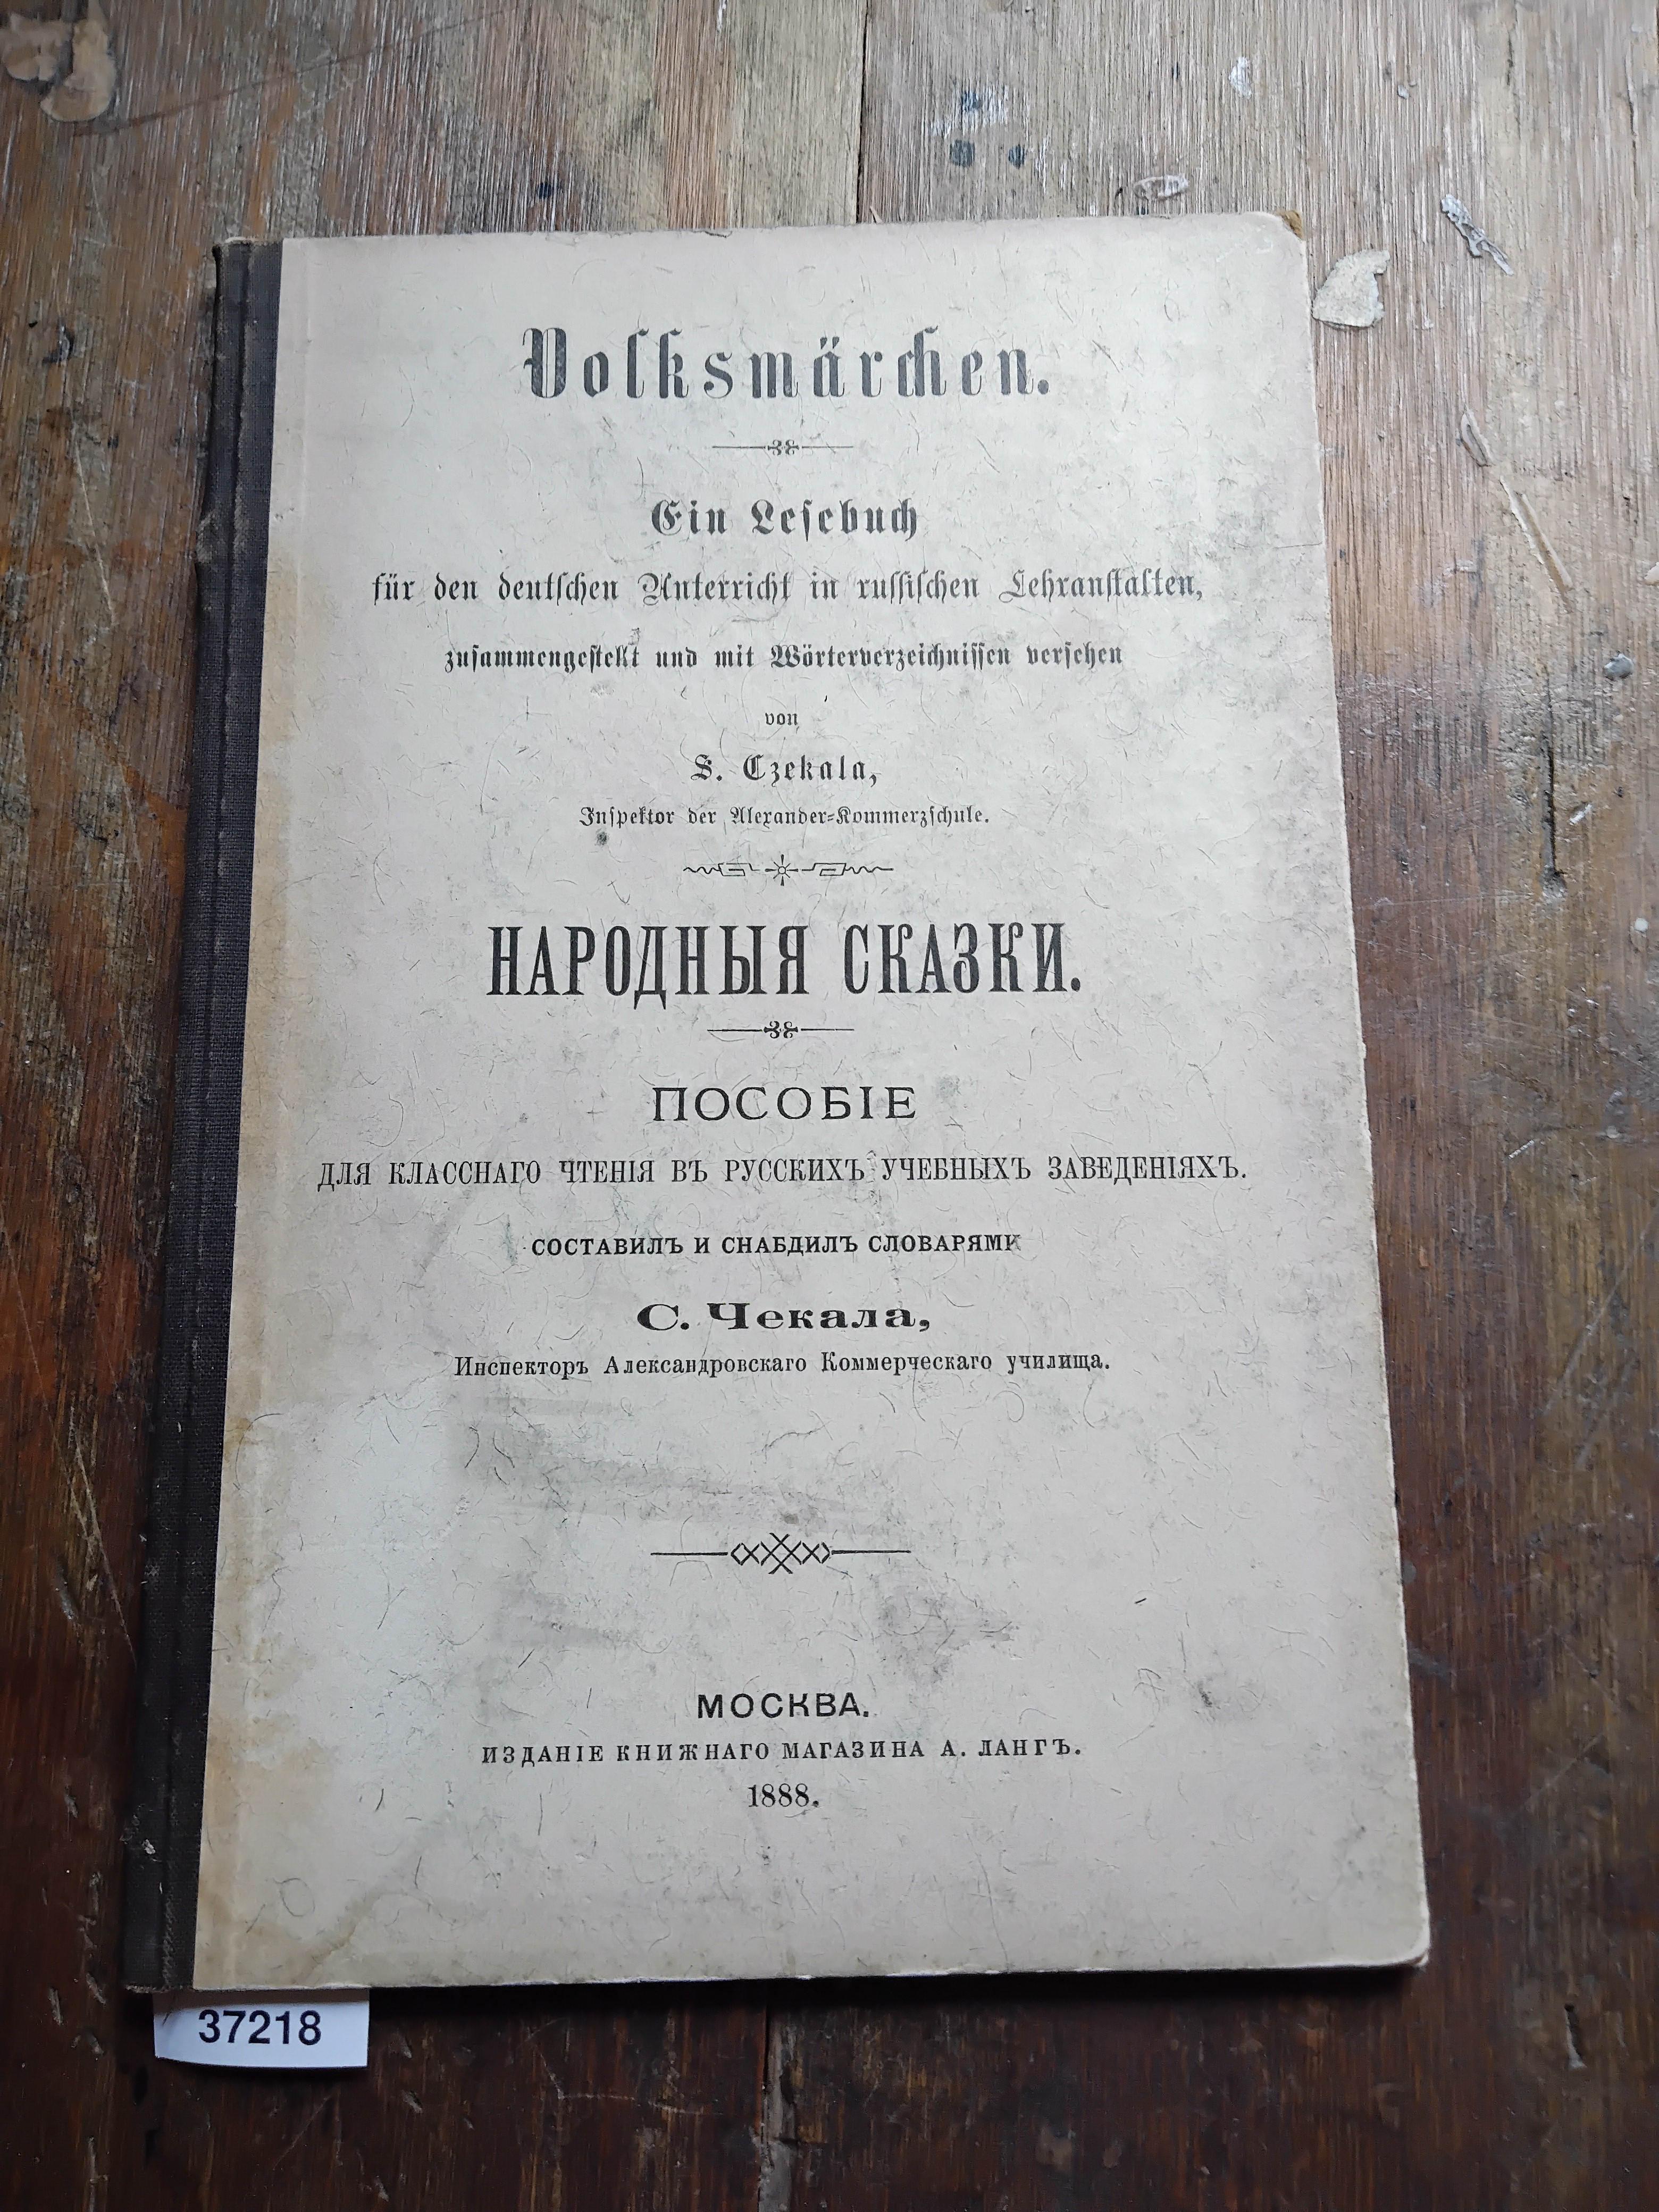 Volksmärchen.
Ein Leſebuch
für den deutſchen Unterricht in ruſſiſchen Lehranſtalten,
zuſammengeſtellt und mit Wörterverzeichniſſen verſehen
von
S. Czekala,
Inſpektor der Alexander-Kommerzſchule.
НАРОДНЫЯ СКАЗКИ.
ПОСОБІЕ
ДЛЯ КЛАССНАГО ЧТЕНІЯ ВЪ РУССКИХЪ УЧЕБНЫХЪ ЗАВЕДЕНІЯХЪ.
СОСТАВИЛЪ И СНАБДИЛЪ СЛОВАРЯМИ
С. Чекала,
Инспекторъ Александровскаго Коммерческаго училища.
МОСКВА.
ИЗДАНІЕ КНИЖНАГО МАГАЗИНА А. ЛАНГЪ.
1888.
37218